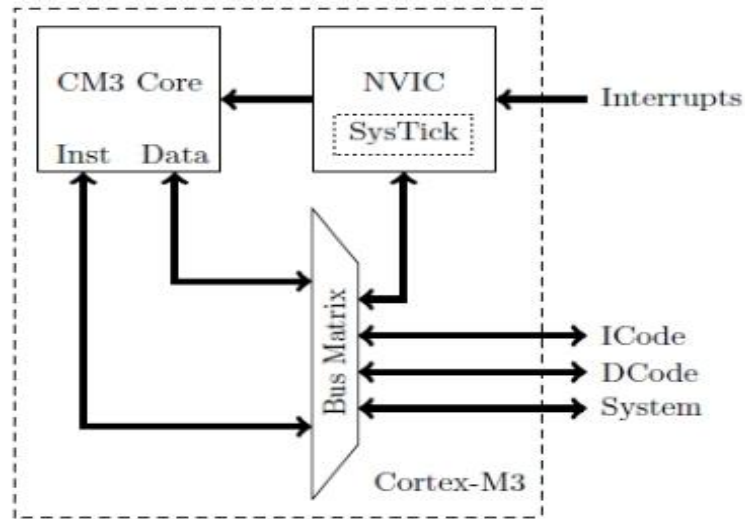 CM3 Core
NVIC
Interrupts
SysTick
Inst Data
Bus Matrix
ICode
DCode
System
Cortex-M3